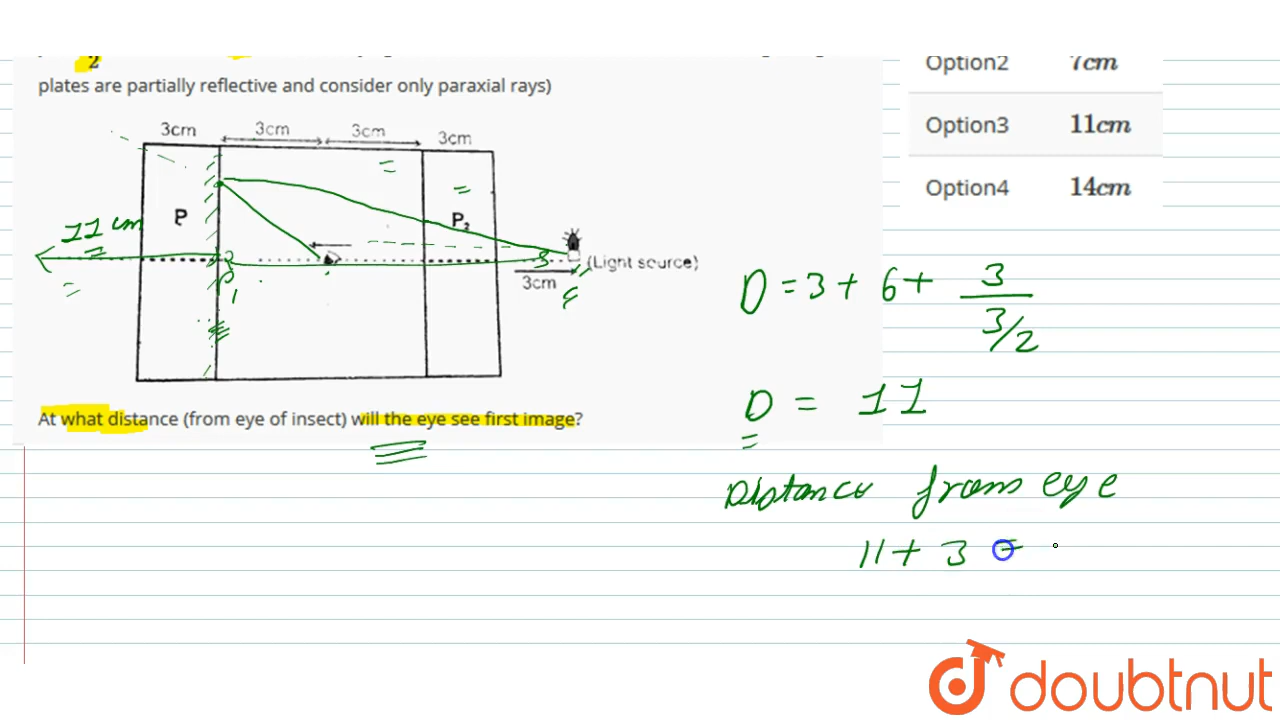 2
plates are partially reflective and consider only paraxial rays)
Option2 7cm
Option3 11cm
Option4 14cm
3cm 3cm 3cm 3cm
P P₂
11 cm
(Light source)
3cm
D = 3 + 6 + 3
3/2
D = 11
At what distance (from eye of insect) will the eye see first image?
Distance from eye
11 + 3 =
doubtnut